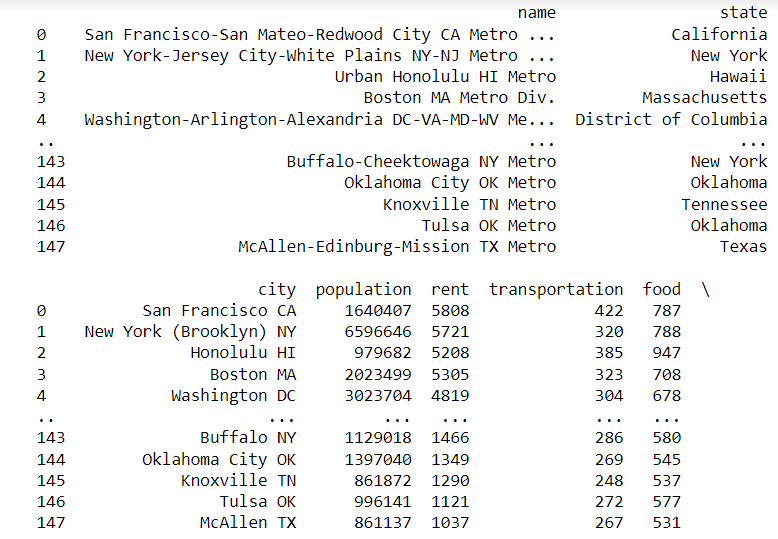 name state
0 San Francisco-San Mateo-Redwood City CA Metro ... California
1 New York-Jersey City-White Plains NY-NJ Metro ... New York
2 Urban Honolulu HI Metro Hawaii
3 Boston MA Metro Div. Massachusetts
4 Washington-Arlington-Alexandria DC-VA-MD-WV Me... District of Columbia
.. ... ...
143 Buffalo-Cheektowaga NY Metro New York
144 Oklahoma City OK Metro Oklahoma
145 Knoxville TN Metro Tennessee
146 Tulsa OK Metro Oklahoma
147 McAllen-Edinburg-Mission TX Metro Texas
city population rent transportation food \
0 San Francisco CA 1640407 5808 422 787
1 New York (Brooklyn) NY 6596646 5721 320 788
2 Honolulu HI 979682 5208 385 947
3 Boston MA 2023499 5305 323 708
4 Washington DC 3023704 4819 304 678
.. ... ... ... ... ...
143 Buffalo NY 1129018 1466 286 580
144 Oklahoma City OK 1397040 1349 269 545
145 Knoxville TN 861872 1290 248 537
146 Tulsa OK 996141 1121 272 577
147 McAllen TX 861137 1037 267 531